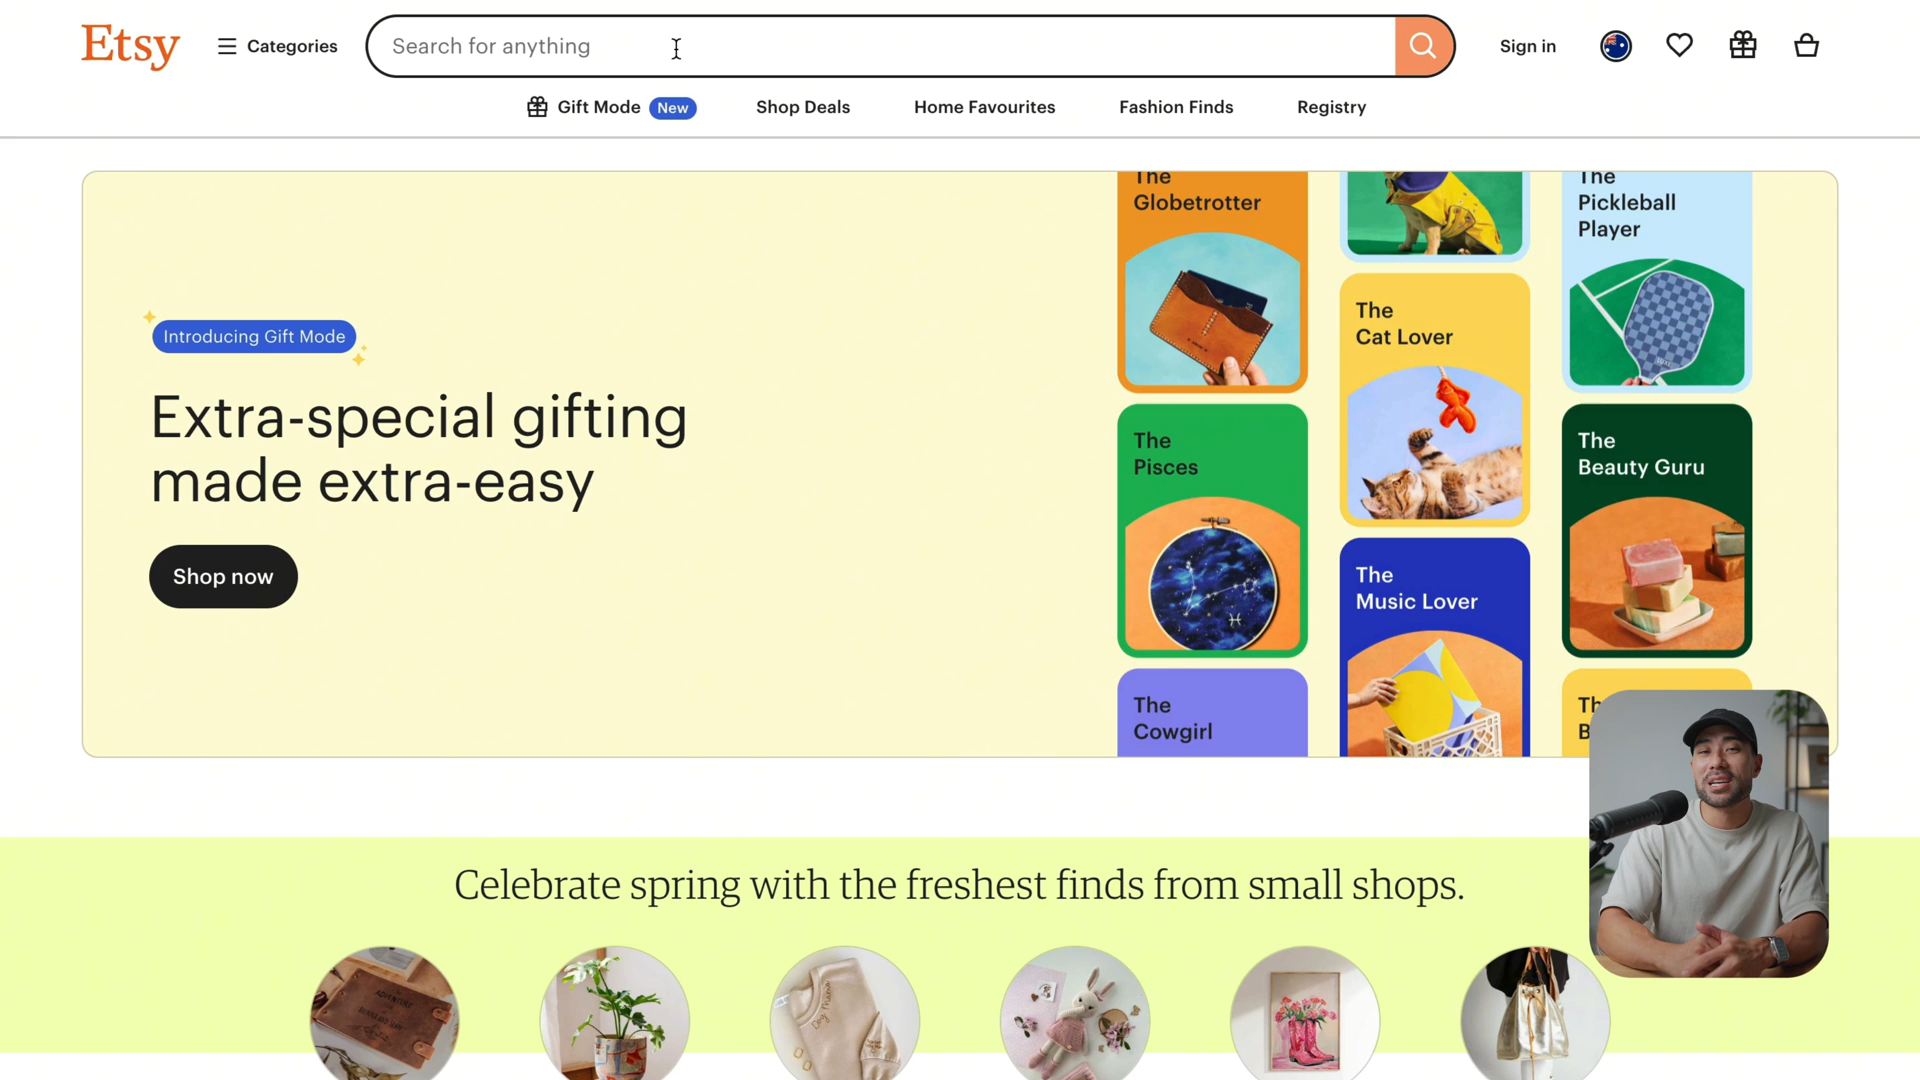 Etsy
Categories
Search for anything
Sign in
Gift Mode New
Shop Deals
Home Favourites
Fashion Finds
Registry
Introducing Gift Mode
Extra-special gifting
made extra-easy
Shop now
The
Globetrotter
The
Pisces
The
Cowgirl
The
Cat Lover
The
Music Lover
The
Pickleball
Player
The
Beauty Guru
Celebrate spring with the freshest finds from small shops.